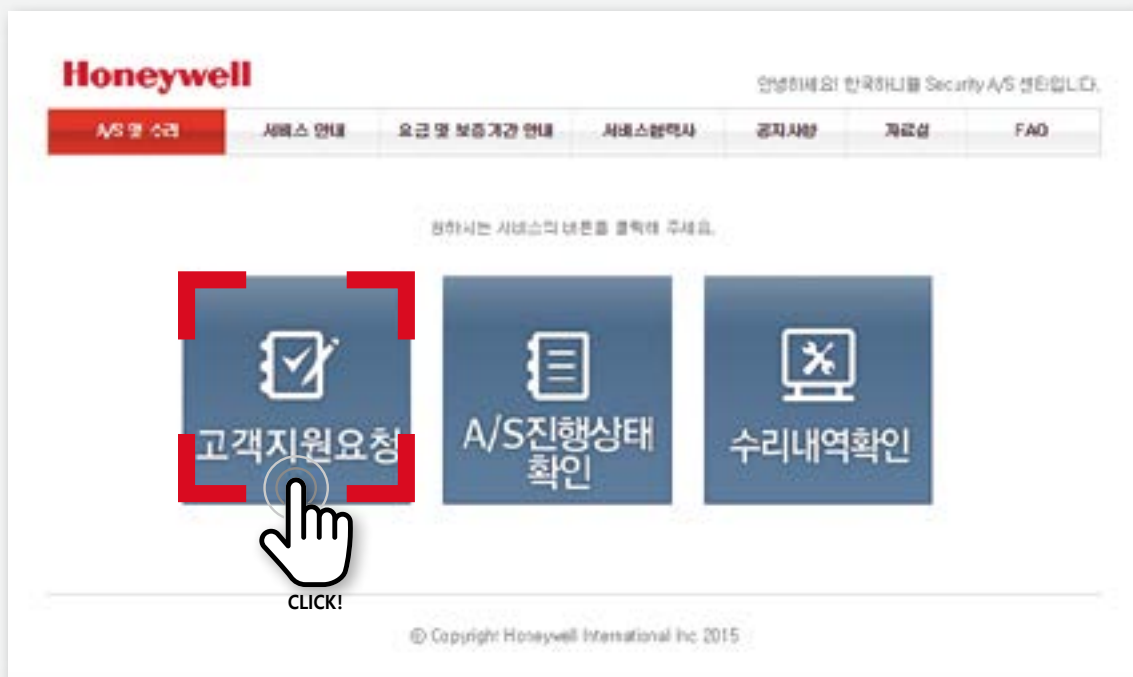 Honeywell
안녕하세요! 한국하니웰 Security A/S 센터입니다.
A/S 및 수리 서비스 안내 요금 및 보증기간 안내 서비스협력사 공지사항 자료실 FAQ
원하시는 서비스의 버튼을 클릭해 주세요.
고객지원요청
A/S진행상태
확인
수리내역확인
CLICK!
© Copyright Honeywell International Inc 2015